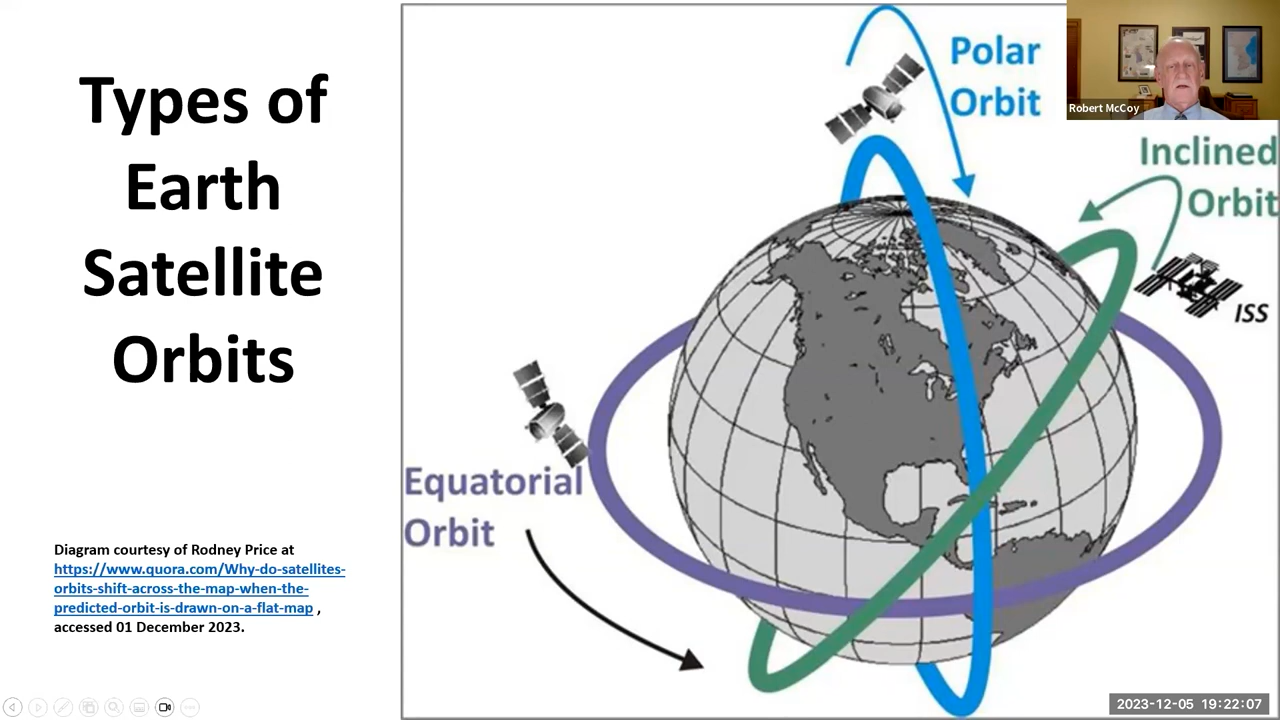 Types of
Earth
Satellite
Orbits
Diagram courtesy of Rodney Price at
https://www.quora.com/Why-do-satellites-
orbits-shift-across-the-map-when-the-
predicted-orbit-is-drawn-on-a-flat-map ,
accessed 01 December 2023.
Polar
Orbit
Robert McCoy
Inclined
Orbit
ISS
Equatorial
Orbit
2023-12-05 19:22:07